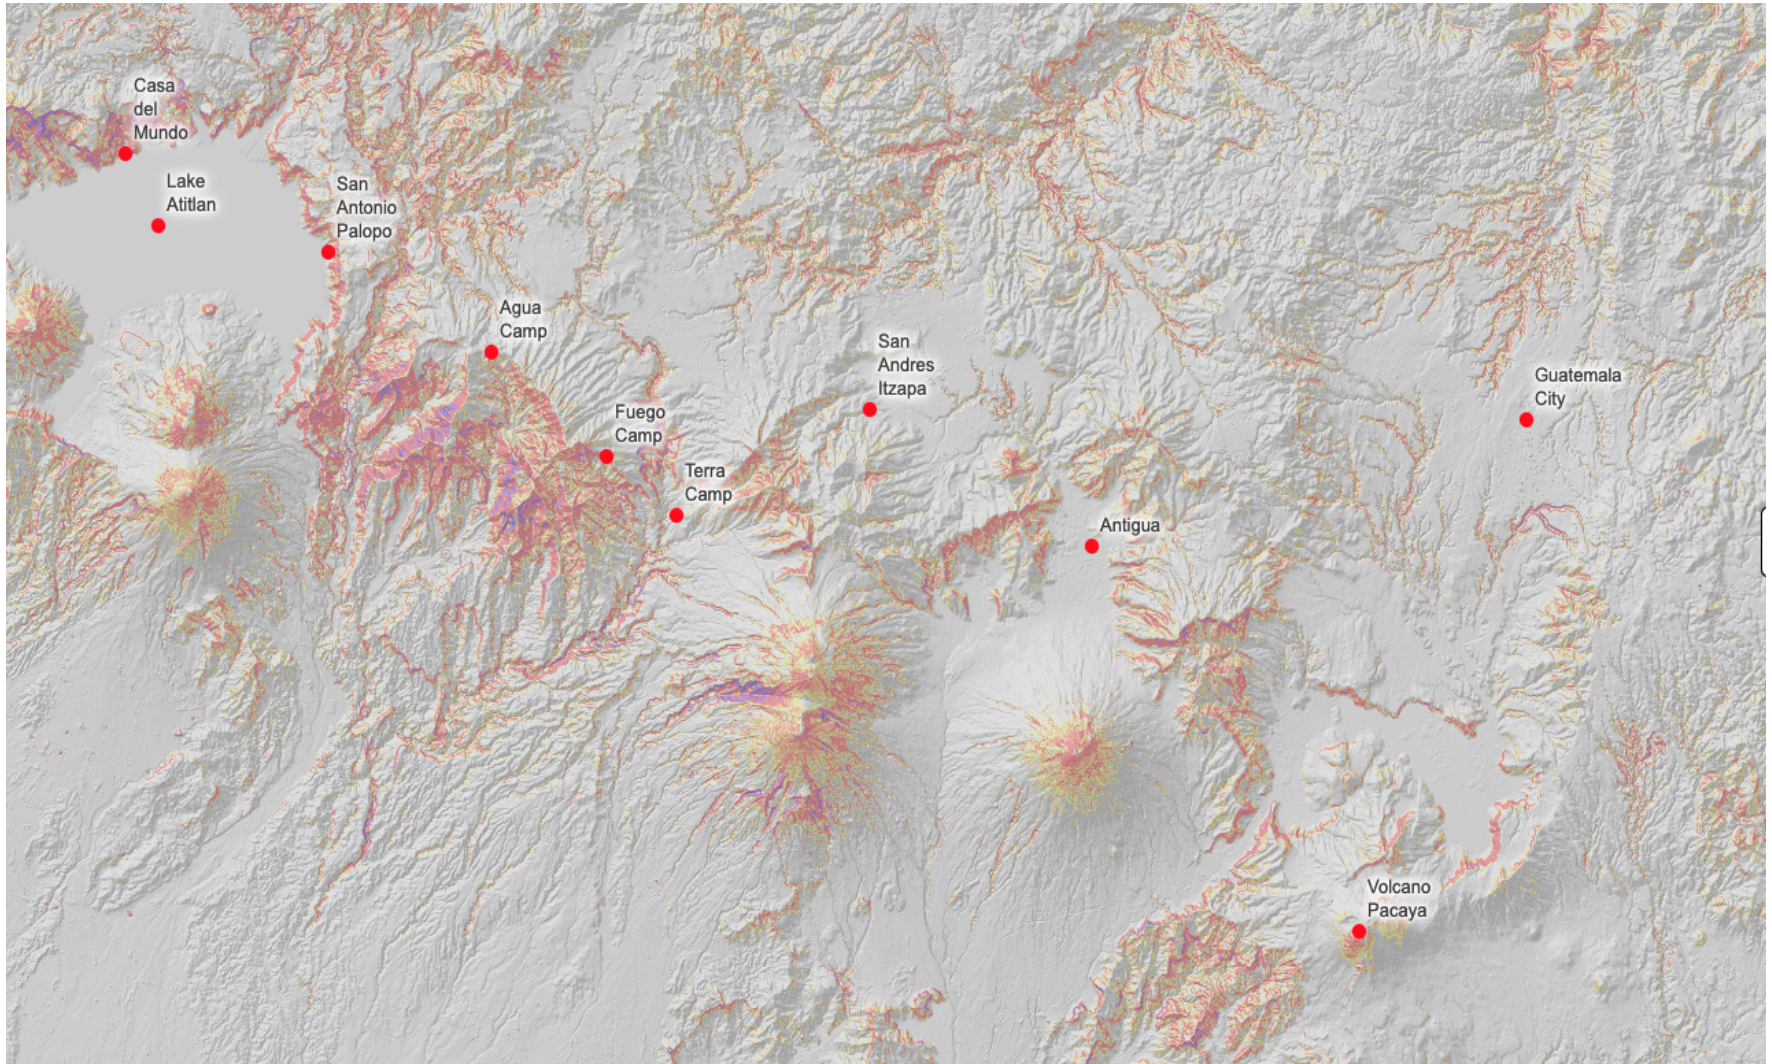 Casa
del
Mundo
Lake
Atitlan
San
Antonio
Palopo
Agua
Camp
San
Andres
Itzapa
Guatemala
City
Fuego
Camp
Terra
Camp
Antigua
Volcano
Pacaya